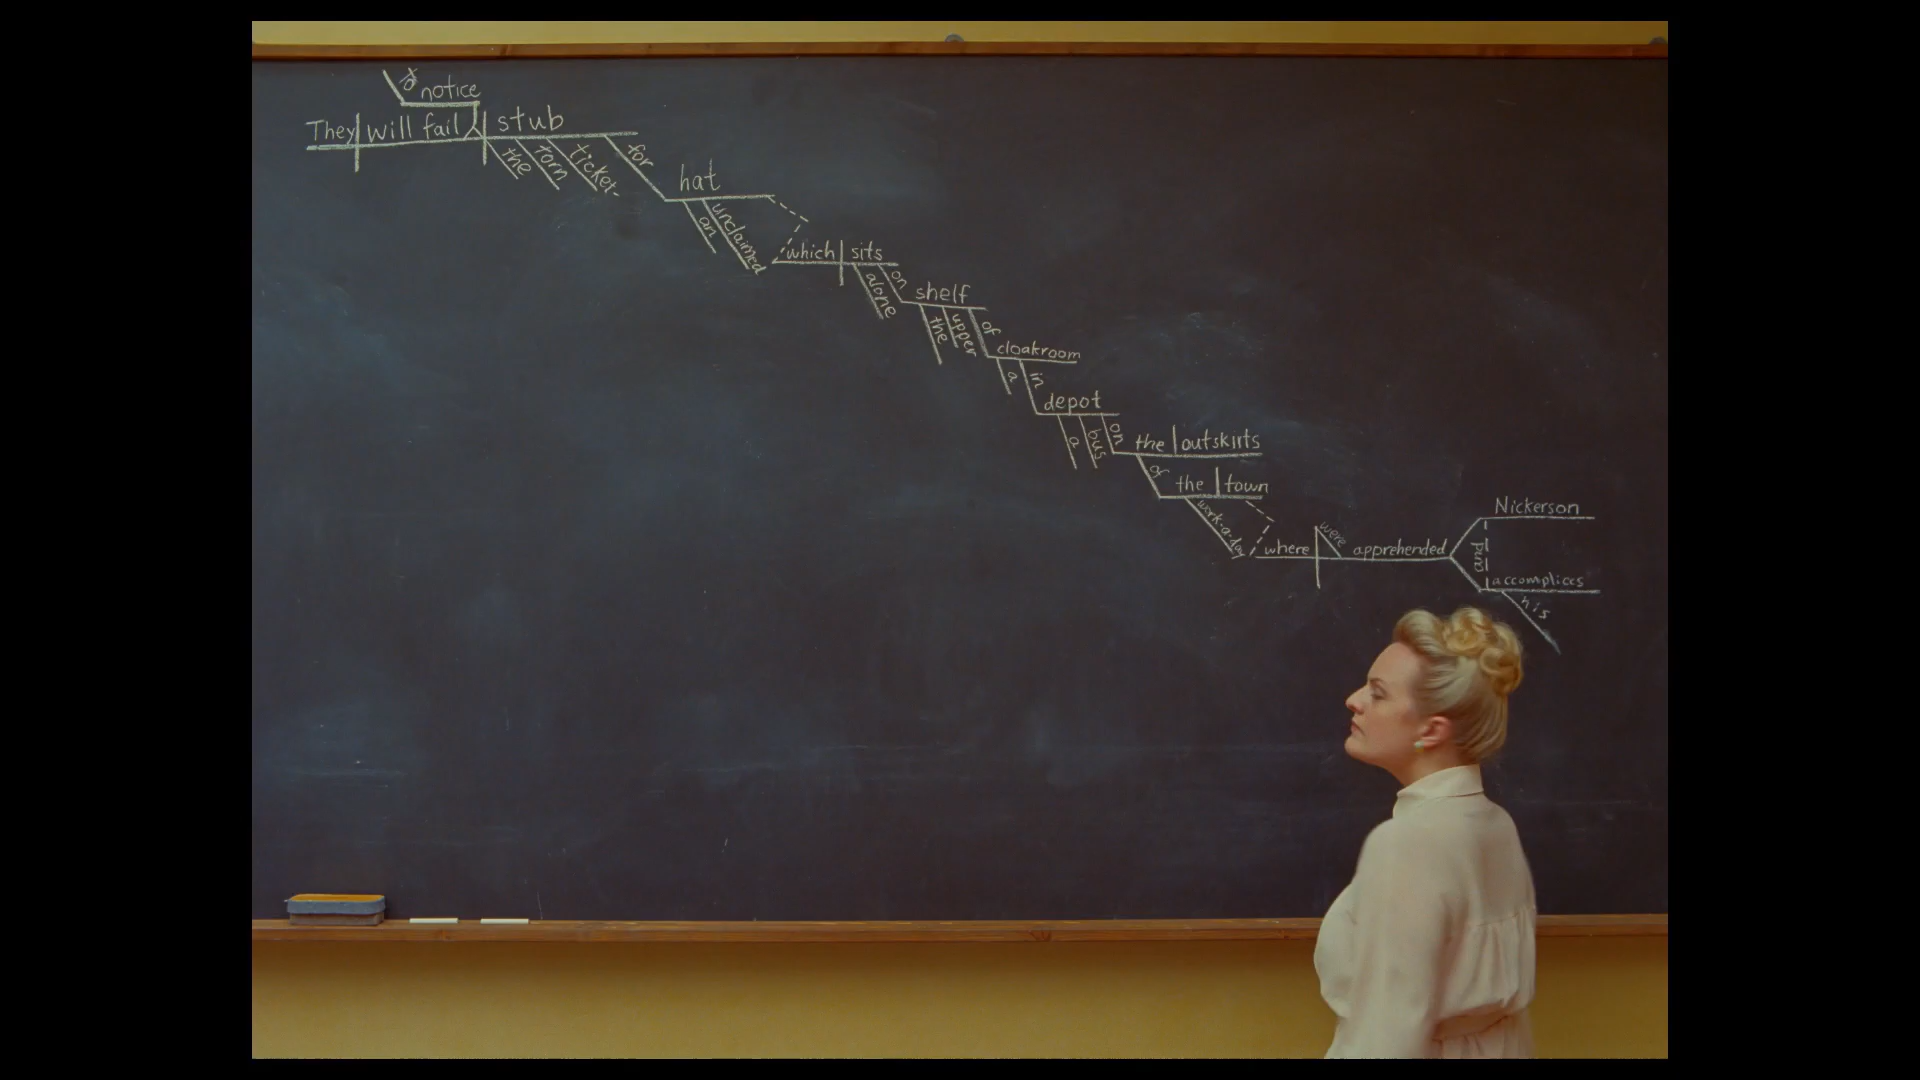 to
notice
They will fail stub
the torn ticket- for
hat
an unclaimed
which sits
alone on
shelf
the upper of
cloakroom
a in
depot
a bus on
the outskirts
of the town
work-a-day
where were apprehended
Nickerson
and
accomplices
his